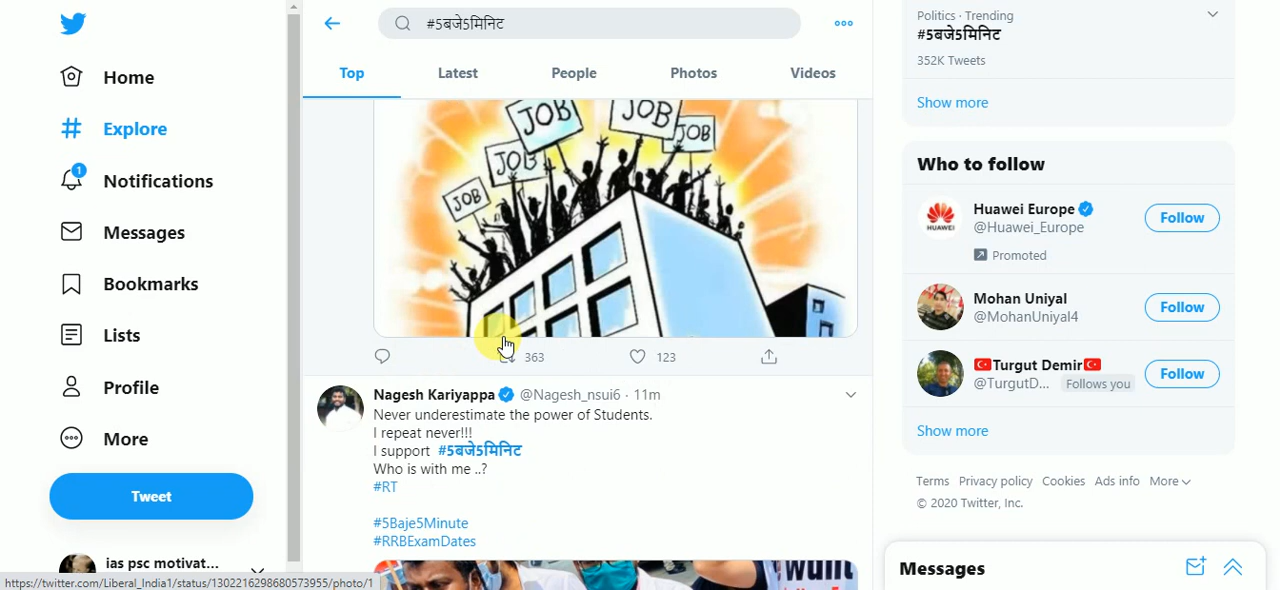 Home
Explore
1
Notifications
Messages
Bookmarks
Lists
Profile
More
Tweet
ias psc motivat...
https://twitter.com/Liberal_India1/status/1302216298680573955/photo/1
#5बजे5मिनिट
Top
Latest
People
Photos
Videos
JOB
JOB
JOB
JOB
JOB
363
123
Nagesh Kariyappa @Nagesh_nsui6 · 11m
Never underestimate the power of Students.
I repeat never!!!
I support #5बजे5मिनिट
Who is with me ..?
#RT
#5Baje5Minute
#RRBExamDates
Politics · Trending
#5बजे5मिनिट
352K Tweets
Show more
Who to follow
HUAWEI
Huawei Europe
@Huawei_Europe
Promoted
Follow
Mohan Uniyal
@MohanUniyal4
Follow
Turgut Demir
@TurgutD... Follows you
Follow
Show more
Terms Privacy policy Cookies Ads info More
© 2020 Twitter, Inc.
Messages